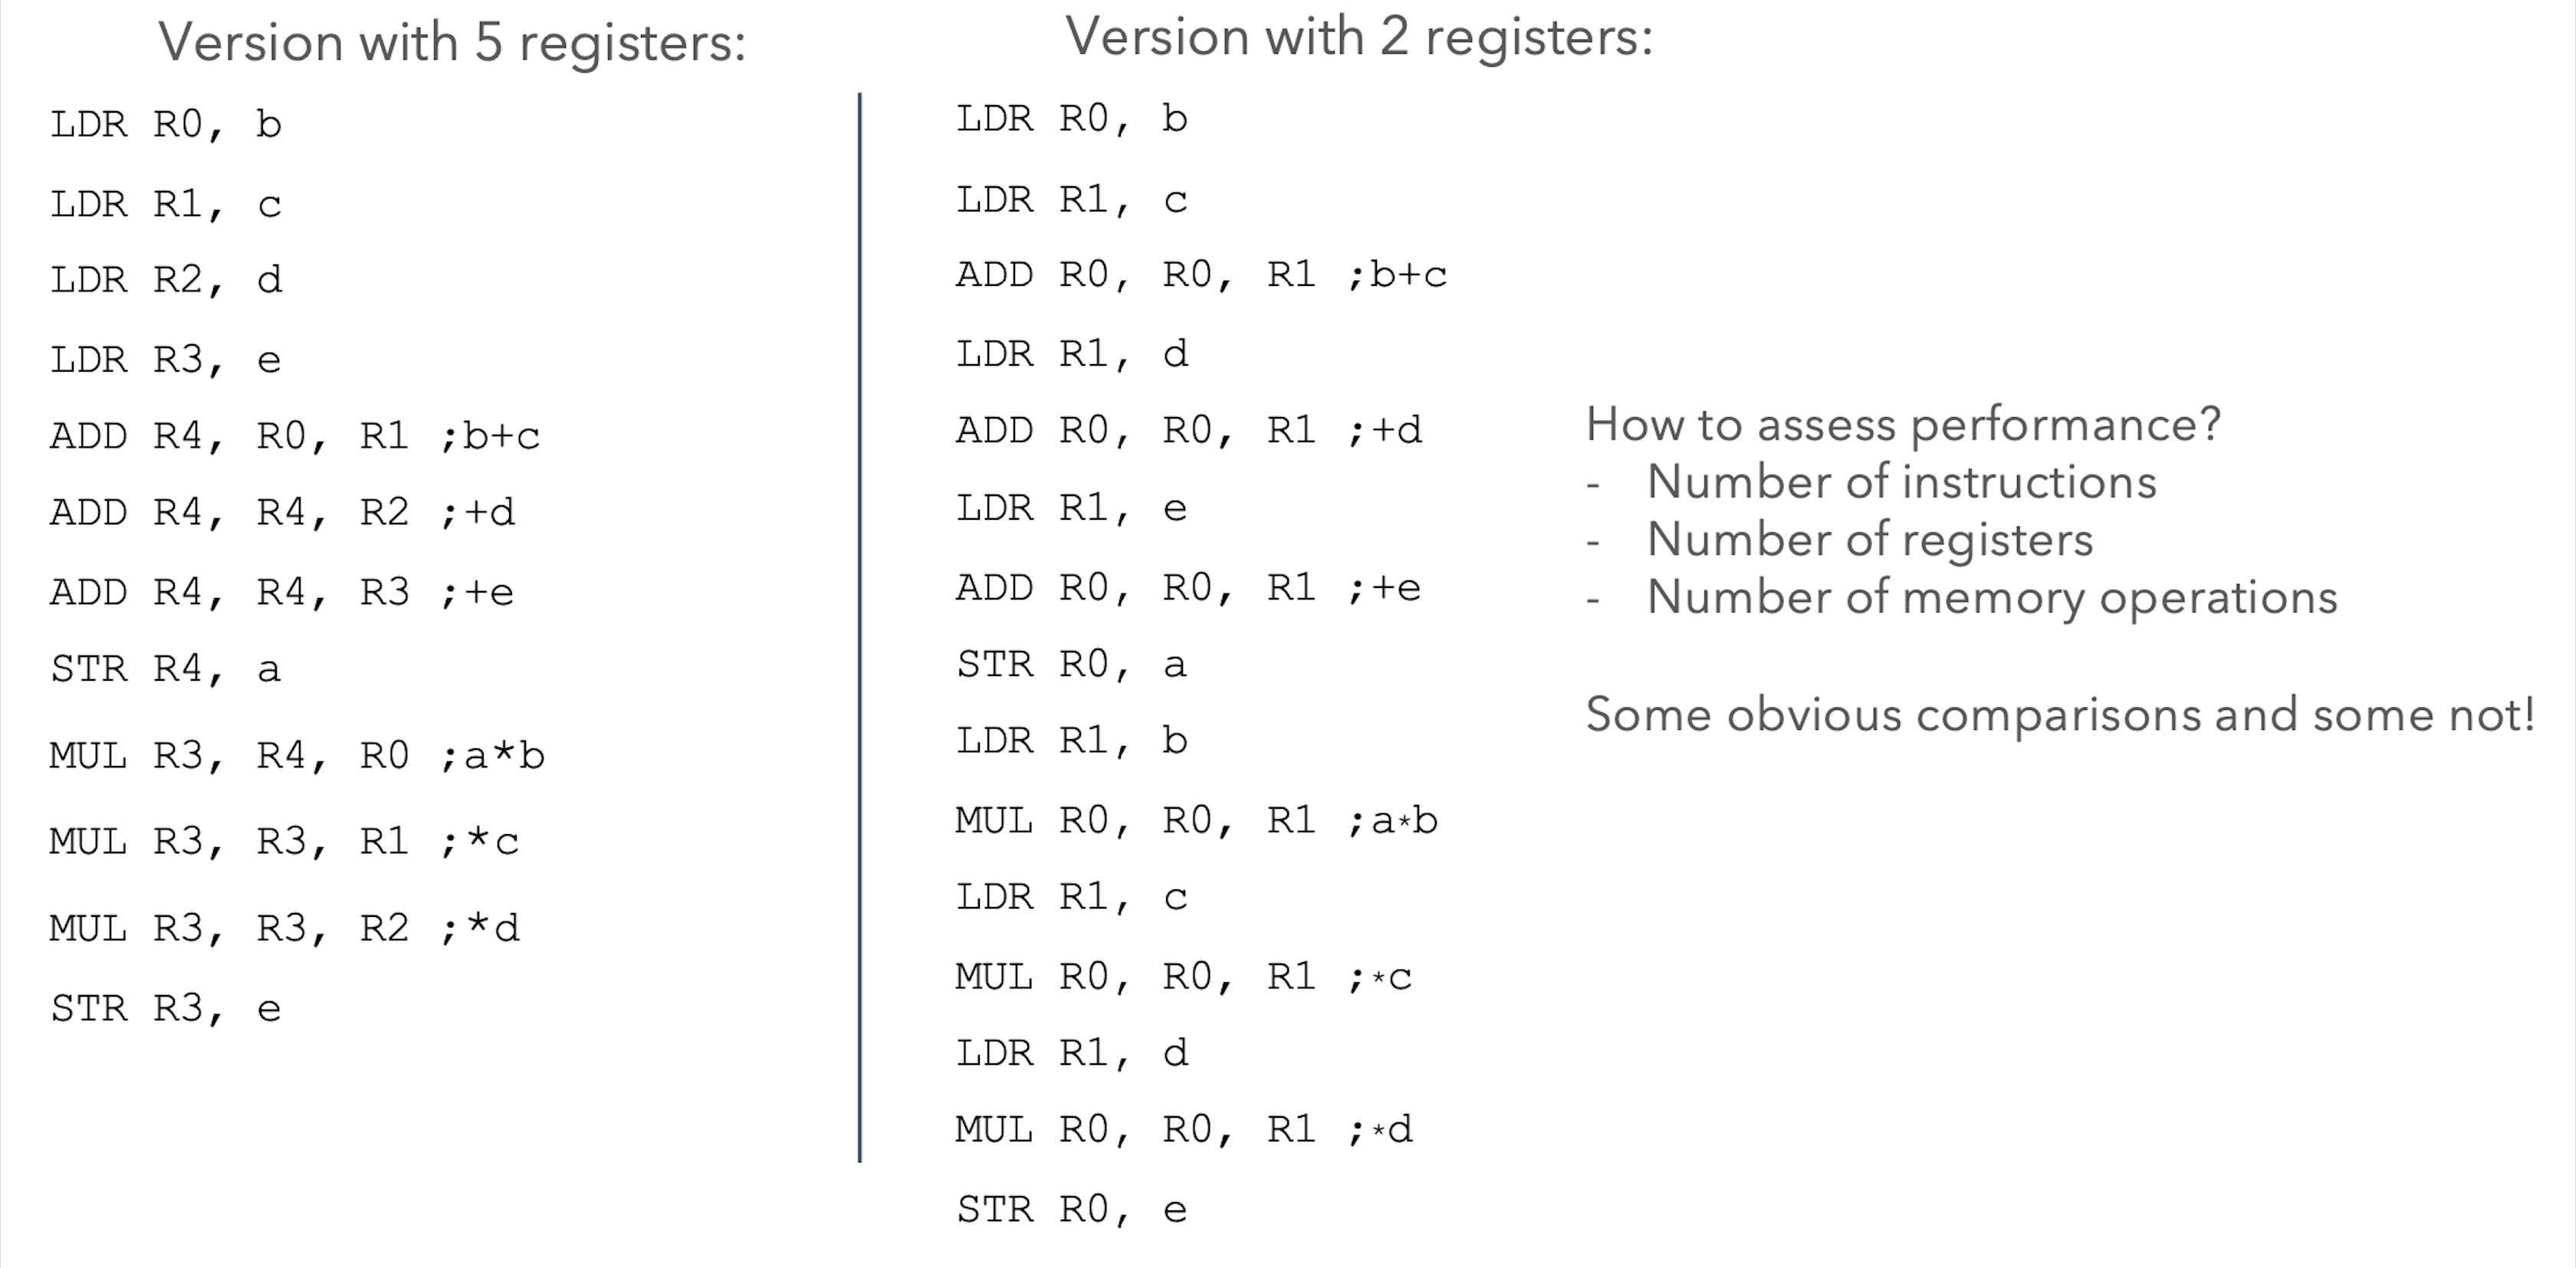 Version with 5 registers:
LDR R0, b
LDR R1, c
LDR R2, d
LDR R3, e
ADD R4, R0, R1 ;b+c
ADD R4, R4, R2 ;+d
ADD R4, R4, R3 ;+e
STR R4, a
MUL R3, R4, R0 ;a*b
MUL R3, R3, R1 ;*c
MUL R3, R3, R2 ;*d
STR R3, e
Version with 2 registers:
LDR R0, b
LDR R1, c
ADD R0, R0, R1 ;b+c
LDR R1, d
ADD R0, R0, R1 ;+d
LDR R1, e
ADD R0, R0, R1 ;+e
STR R0, a
LDR R1, b
MUL R0, R0, R1 ;a*b
LDR R1, c
MUL R0, R0, R1 ;*c
LDR R1, d
MUL R0, R0, R1 ;*d
STR R0, e
How to assess performance?
- Number of instructions
- Number of registers
- Number of memory operations
Some obvious comparisons and some not!